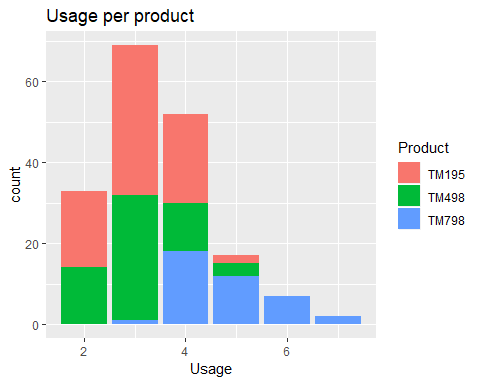 Usage per product
60
40
20
0
count
2 4 6
Usage
Product
TM195
TM498
TM798